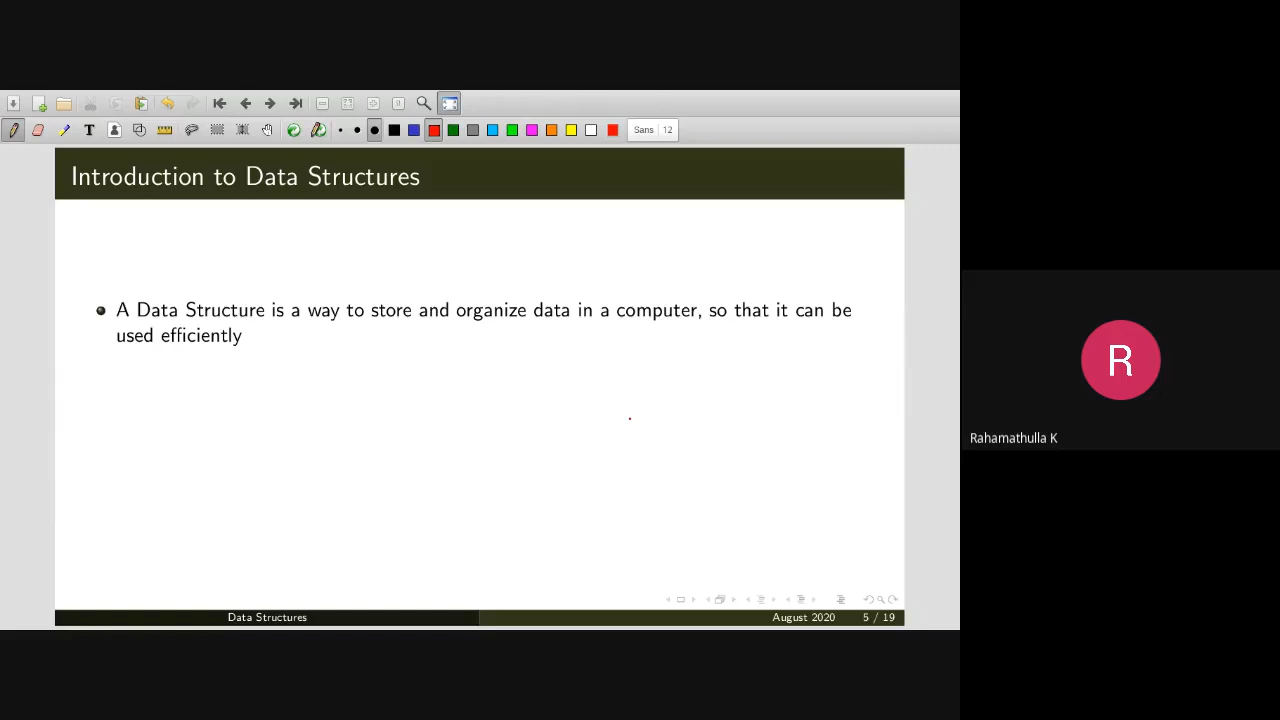 T
Sans 12
Introduction to Data Structures
A Data Structure is a way to store and organize data in a computer, so that it can be
used efficiently
R
Rahamathulla K
Data Structures August 2020 5 / 19